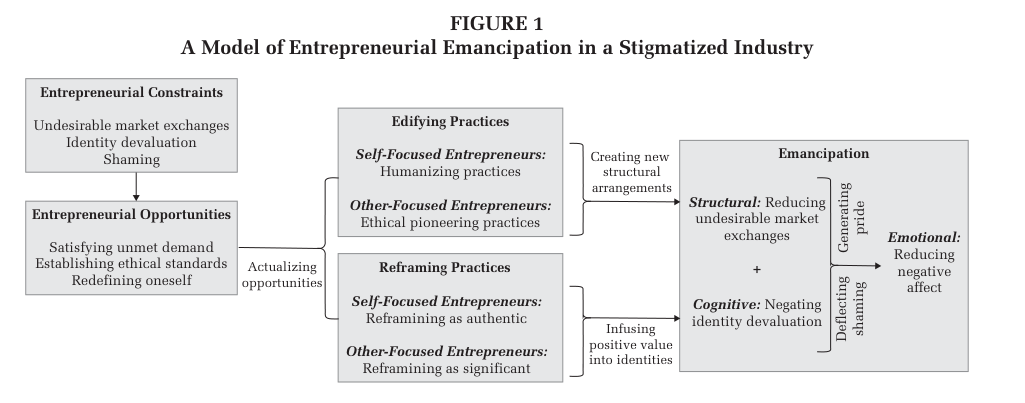 FIGURE 1
A Model of Entrepreneurial Emancipation in a Stigmatized Industry
Entrepreneurial Constraints
Undesirable market exchanges
Identity devaluation
Shaming
Entrepreneurial Opportunities
Satisfying unmet demand
Establishing ethical standards
Redefining oneself
Actualizing
opportunities
Edifying Practices
Self-Focused Entrepreneurs:
Humanizing practices
Other-Focused Entrepreneurs:
Ethical pioneering practices
Reframing Practices
Self-Focused Entrepreneurs:
Reframining as authentic
Other-Focused Entrepreneurs:
Reframining as significant
Creating new
structural
arrangements
Infusing
positive value
into identities
Emancipation
Structural: Reducing
undesirable market
exchanges
+
Cognitive: Negating
identity devaluation
Generating
pride
Deflecting
shaming
Emotional:
Reducing
negative
affect